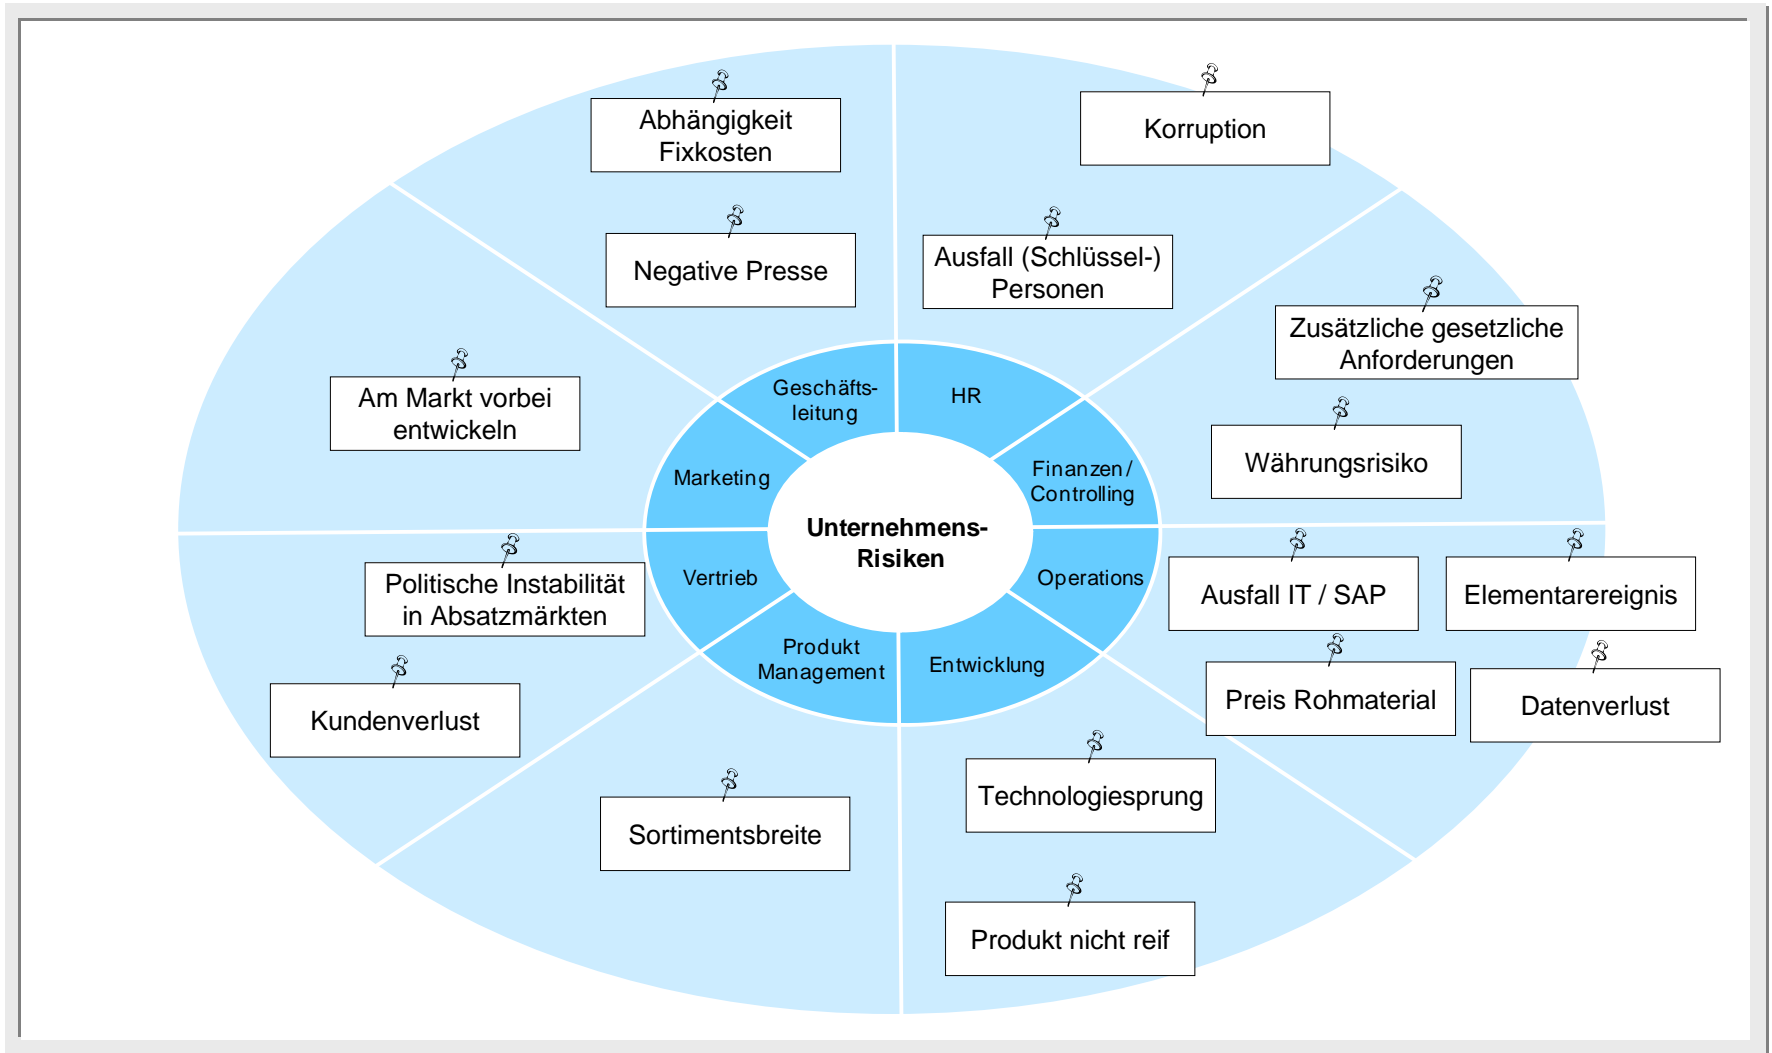 Abhängigkeit
Fixkosten
Korruption
Negative Presse
Ausfall (Schlüssel-)
Personen
Zusätzliche gesetzliche
Anforderungen
Am Markt vorbei
entwickeln
Währungsrisiko
Geschäfts-
leitung
HR
Marketing
Finanzen/
Controlling
Unternehmens-
Risiken
Vertrieb
Operations
Produkt
Management
Entwicklung
Politische Instabilität
in Absatzmärkten
Ausfall IT / SAP
Elementarereignis
Kundenverlust
Preis Rohmaterial
Datenverlust
Sortimentsbreite
Technologiesprung
Produkt nicht reif